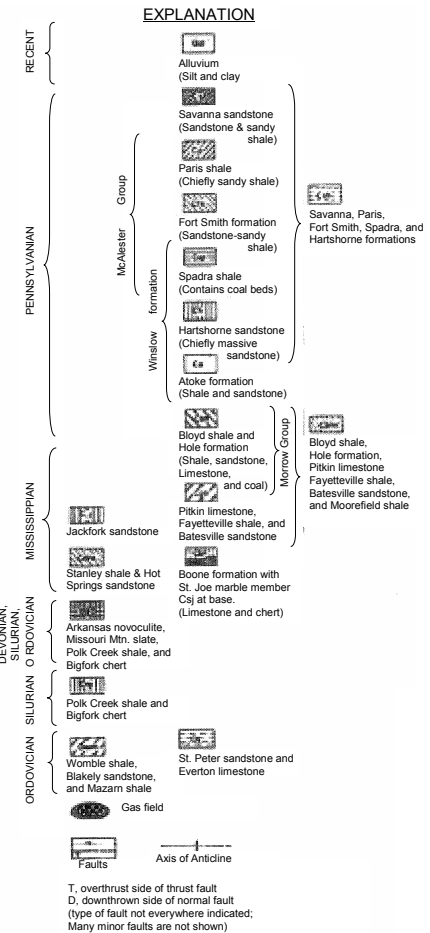 EXPLANATION
RECENT
Alluvium
(Silt and clay
PENNSYLVANIAN
Savanna sandstone
(Sandstone & sandy
shale)
McAlester Group
Paris shale
(Chiefly sandy shale)
Fort Smith formation
(Sandstone-sandy
shale)
Winslow formation
Spadra shale
(Contains coal beds)
Hartshorne sandstone
(Chiefly massive
sandstone)
Atoke formation
(Shale and sandstone)
Savanna, Paris,
Fort Smith, Spadra, and
Hartshorne formations
Bloyd shale and
Hole formation
(Shale, sandstone,
Limestone,
and coal)
Morrow Group
Bloyd shale,
Hole formation,
Pitkin limestone
Fayetteville shale,
Batesville sandstone,
and Moorefield shale
MISSISSIPPIAN
Jackfork sandstone
Pitkin limestone,
Fayetteville shale, and
Batesville sandstone
Stanley shale & Hot
Springs sandstone
Boone formation with
St. Joe marble member
Csj at base.
(Limestone and chert)
DEVONIAN,
SILURIAN,
O RDOVICIAN
Arkansas novoculite,
Missouri Mtn. slate,
Polk Creek shale, and
Bigfork chert
SILURIAN
Polk Creek shale and
Bigfork chert
ORDOVICIAN
Womble shale,
Blakely sandstone,
and Mazarn shale
St. Peter sandstone and
Everton limestone
Gas field
Faults
Axis of Anticline
T, overthrust side of thrust fault
D, downthrown side of normal fault
(type of fault not everywhere indicated;
Many minor faults are not shown)